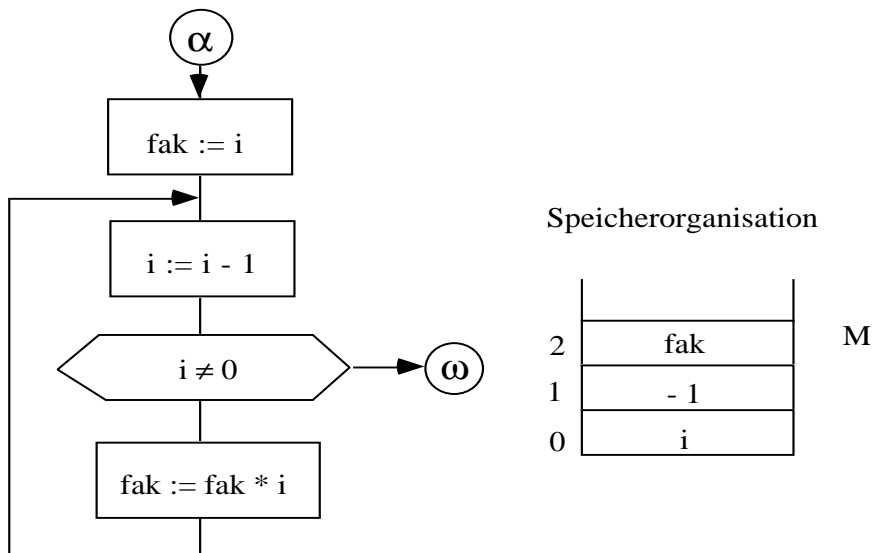 α
fak := i
i := i - 1
i ≠ 0
ω
fak := fak * i
Speicherorganisation
2 fak M
1 - 1
0 i